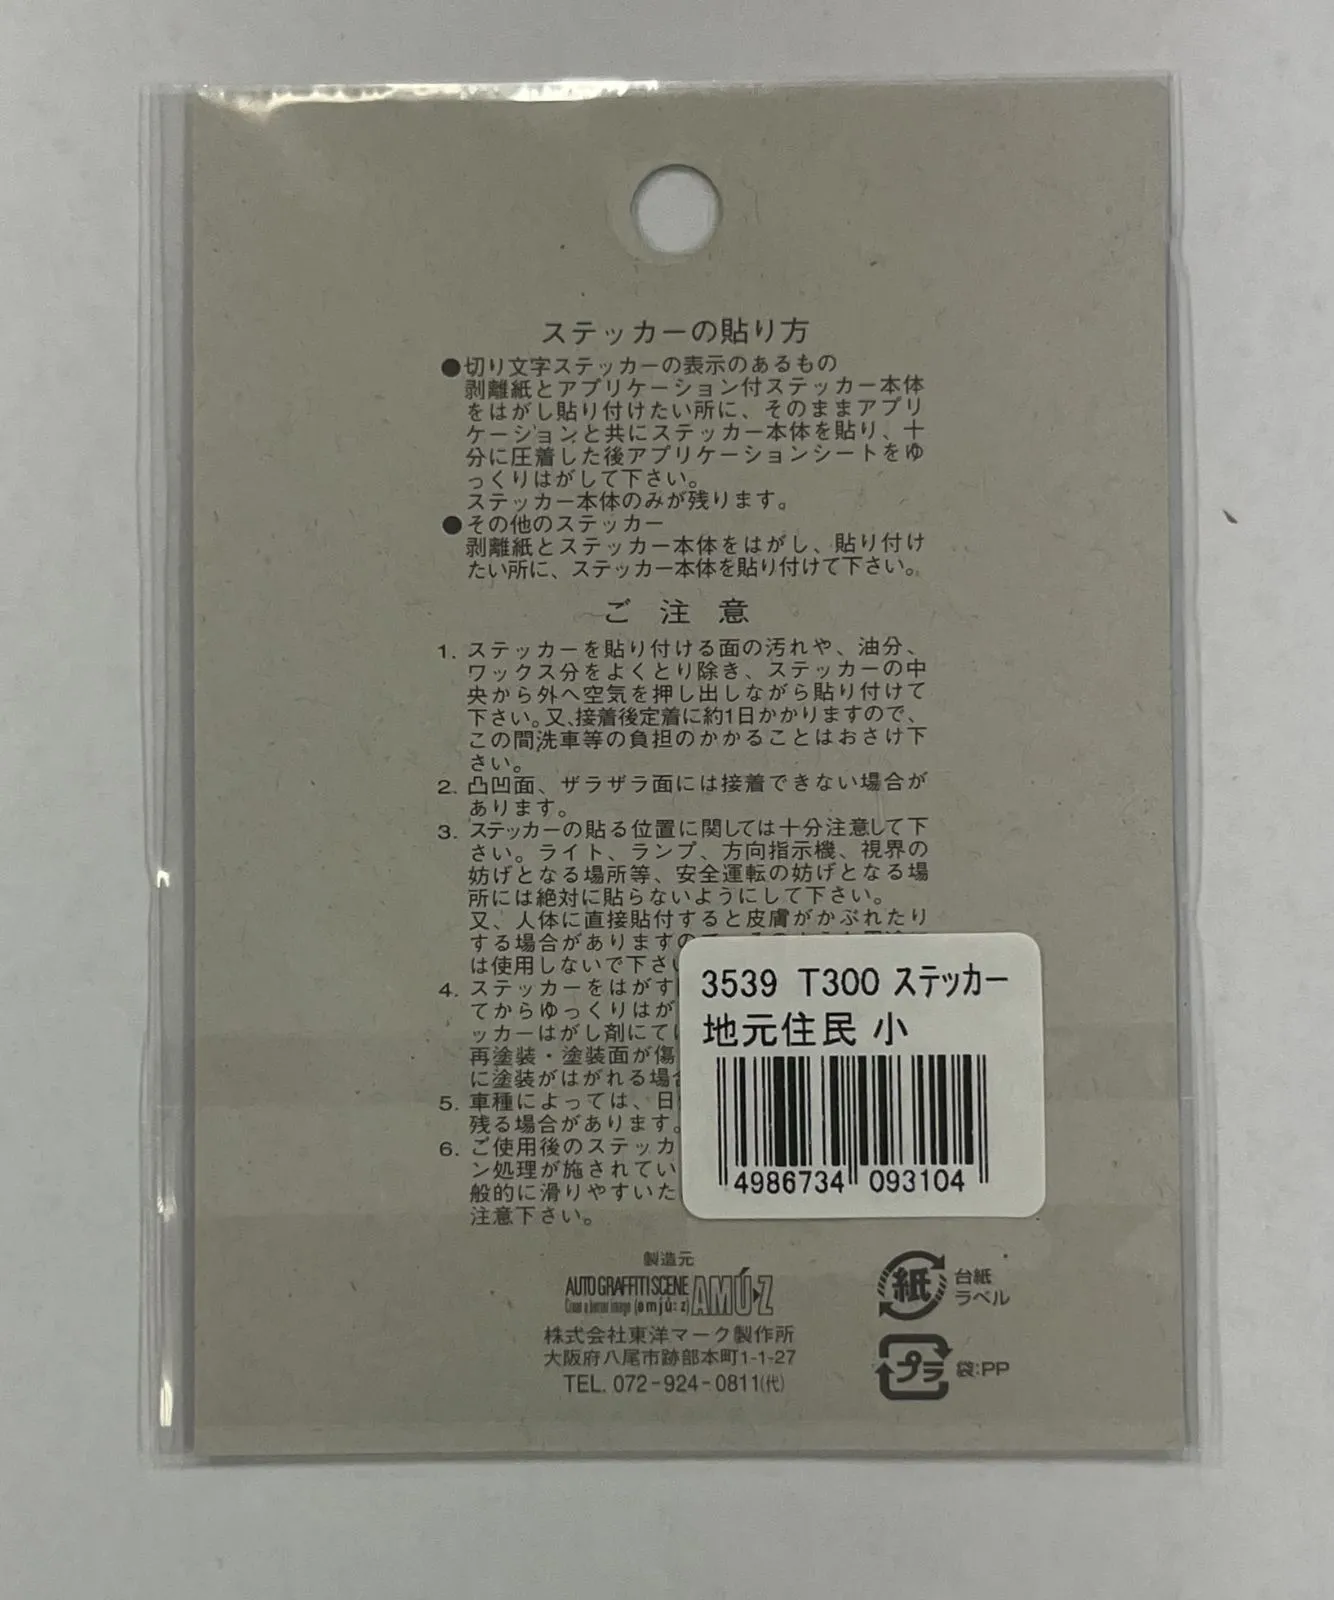 ステッカーの貼り方
●切り文字ステッカーの表示のあるもの
剥離紙とアプリケーション付ステッカー本体
をはがし貼り付けたい所に、そのままアプリ
ケーションと共にステッカー本体を貼り、十
分に圧着した後アプリケーションシートをゆ
っくりはがして下さい。
ステッカー本体のみが残ります。
●その他のステッカー
剥離紙とステッカー本体をはがし、貼り付け
たい所に、ステッカー本体を貼り付けて下さい。
ご注意
1. ステッカーを貼り付ける面の汚れや、油分、
ワックス分をよくとり除き、ステッカーの中
央から外へ空気を押し出しながら貼り付けて
下さい。又、接着後定着に約1日かかりますので、
この間洗車等の負担のかかることはおさけ下
さい。
2. 凸凹面、ザラザラ面には接着できない場合が
あります。
3. ステッカーの貼る位置に関しては十分注意して下
さい。ライト、ランプ、方向指示機、視界の
妨げとなる場所等、安全運転の妨げとなる場
所には絶対に貼らないようにして下さい。
又、人体に直接貼付すると皮膚がかぶれたり
する場合がありますの
は使用しないで下さい
4. ステッカーをはがす
てからゆっくりはが
ッカーはがし剤にて
再塗装・塗装面が傷
に塗装がはがれる場合
5. 車種によっては、日
残る場合があります。
6. ご使用後のステッカ
ン処理が施されてい
般的に滑りやすいた
注意下さい。
3539 T300 ステッカー
地元住民 小
4986734 093104
製造元
AUTO GRAFFITI SCENE AMÚ・Z
Creat a better image (əmjúːz)
株式会社東洋マーク製作所
大阪府八尾市跡部本町1-1-27
TEL. 072-924-0811(代)
紙 台紙
ラベル
プラ 袋:PP